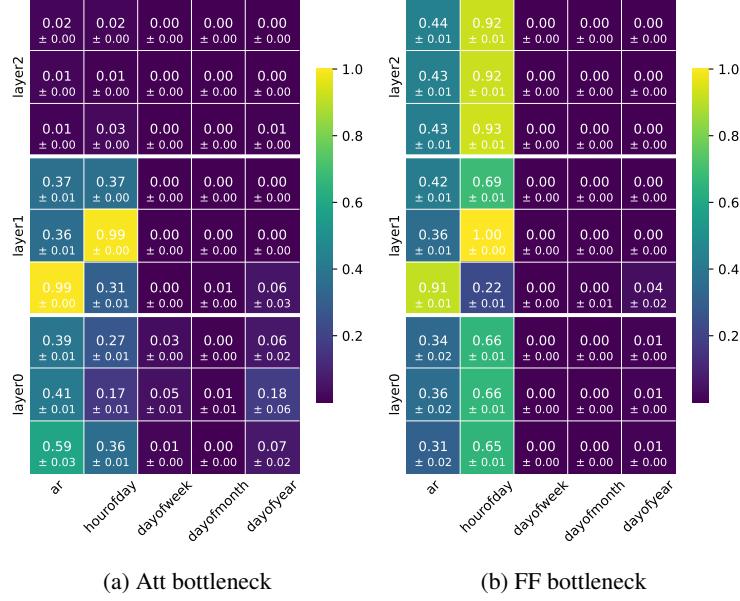 0.02 0.02 0.00 0.00 0.00
± 0.00 ± 0.00 ± 0.00 ± 0.00 ± 0.00
layer2
0.01 0.01 0.00 0.00 0.00
± 0.00 ± 0.00 ± 0.00 ± 0.00 ± 0.00
0.01 0.03 0.00 0.00 0.01
± 0.00 ± 0.00 ± 0.00 ± 0.00 ± 0.00
0.37 0.37 0.00 0.00 0.00
± 0.01 ± 0.01 ± 0.00 ± 0.00 ± 0.00
layer1
0.36 0.99 0.00 0.00 0.00
± 0.01 ± 0.00 ± 0.00 ± 0.00 ± 0.00
0.99 0.31 0.00 0.01 0.06
± 0.00 ± 0.01 ± 0.00 ± 0.00 ± 0.03
0.39 0.27 0.03 0.00 0.06
± 0.01 ± 0.01 ± 0.00 ± 0.00 ± 0.02
layer0
0.41 0.17 0.05 0.01 0.18
± 0.01 ± 0.01 ± 0.01 ± 0.01 ± 0.06
0.59 0.36 0.01 0.00 0.07
± 0.03 ± 0.01 ± 0.00 ± 0.00 ± 0.02
ar hourofday dayofweek dayofmonth dayofyear
1.0
0.8
0.6
0.4
0.2
(a) Att bottleneck
0.44 0.92 0.00 0.00 0.00
± 0.01 ± 0.01 ± 0.00 ± 0.00 ± 0.00
layer2
0.43 0.92 0.00 0.00 0.00
± 0.01 ± 0.01 ± 0.00 ± 0.00 ± 0.00
0.43 0.93 0.00 0.00 0.00
± 0.01 ± 0.01 ± 0.00 ± 0.00 ± 0.00
0.42 0.69 0.00 0.00 0.00
± 0.01 ± 0.01 ± 0.00 ± 0.00 ± 0.00
layer1
0.36 1.00 0.00 0.00 0.00
± 0.01 ± 0.00 ± 0.00 ± 0.00 ± 0.00
0.91 0.22 0.00 0.00 0.04
± 0.01 ± 0.01 ± 0.00 ± 0.01 ± 0.02
0.34 0.66 0.00 0.00 0.00
± 0.02 ± 0.01 ± 0.00 ± 0.00 ± 0.00
layer0
0.36 0.66 0.00 0.00 0.01
± 0.02 ± 0.01 ± 0.00 ± 0.00 ± 0.00
0.31 0.65 0.00 0.00 0.01
± 0.02 ± 0.01 ± 0.00 ± 0.00 ± 0.00
ar hourofday dayofweek dayofmonth dayofyear
1.0
0.8
0.6
0.4
0.2
(b) FF bottleneck